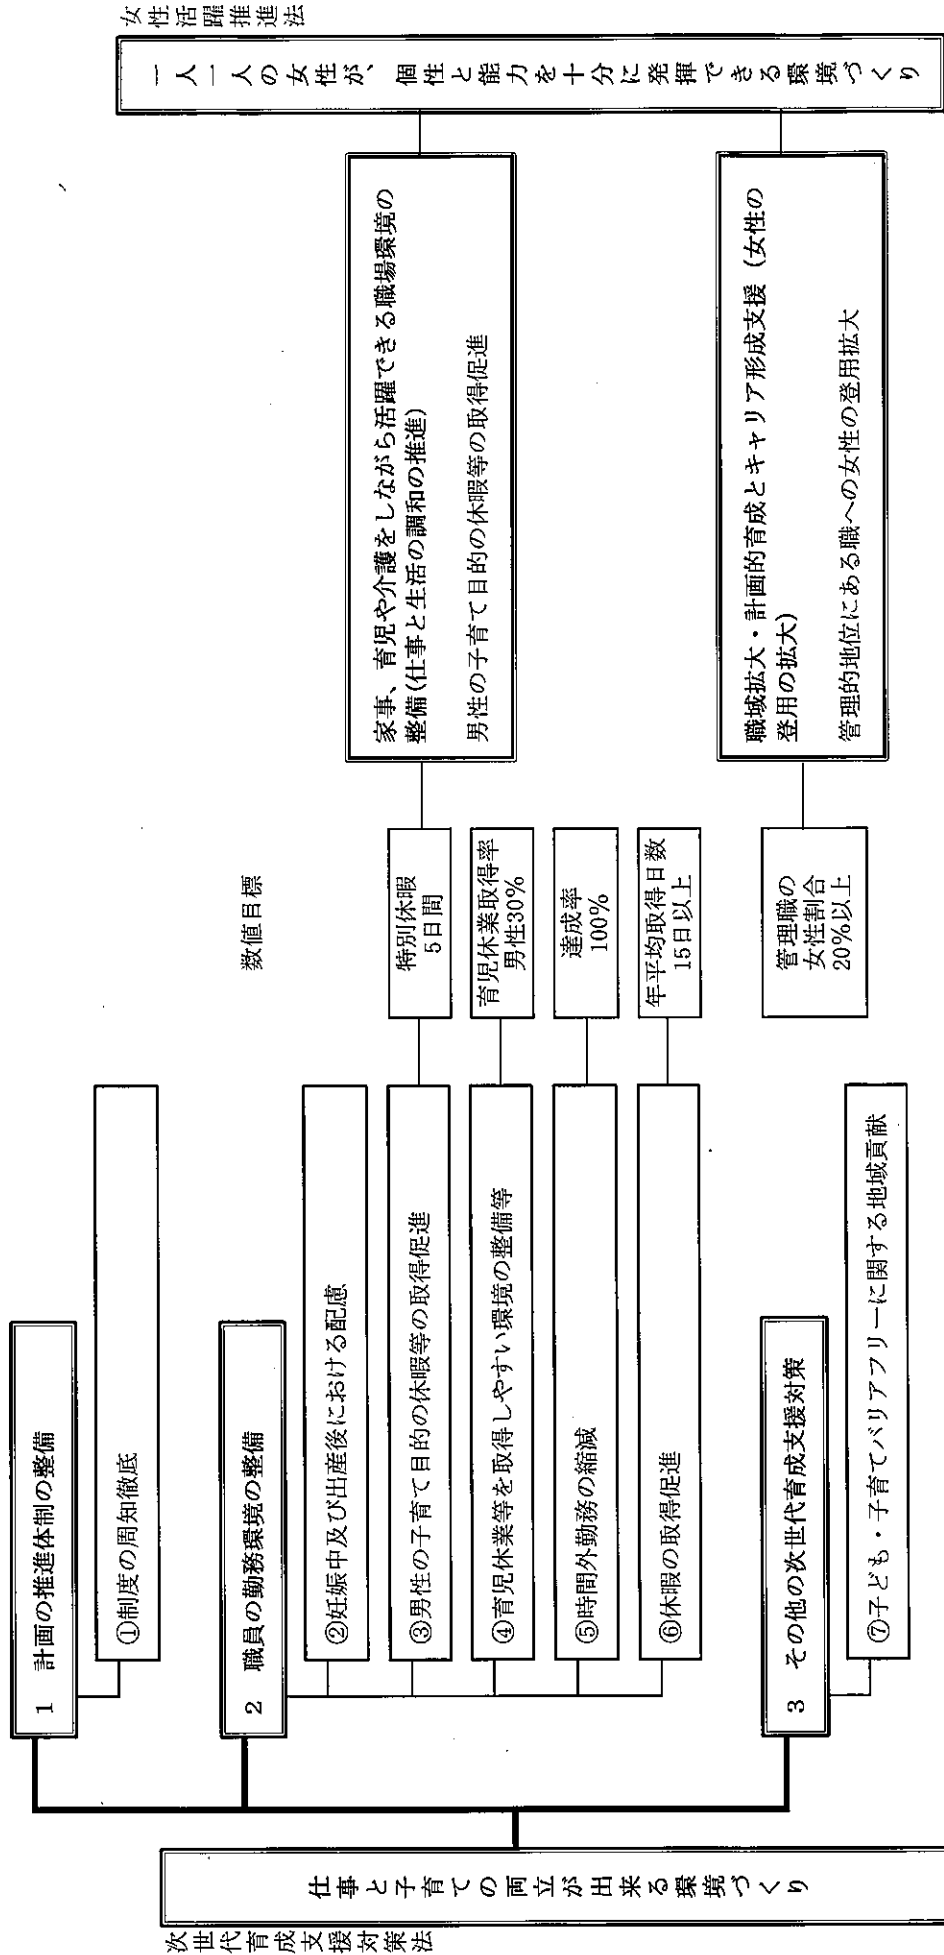 次世代育成支援対策法
仕事と子育ての両立が出来る環境づくり
1 計画の推進体制の整備
①制度の周知徹底
2 職員の勤務環境の整備
②妊娠中及び出産後における配慮
③男性の子育て目的の休暇等の取得促進
④育児休業等を取得しやすい環境の整備等
⑤時間外勤務の縮減
⑥休暇の取得促進
3 その他の次世代育成支援対策
⑦子ども・子育てバリアフリーに関する地域貢献
数値目標
特別休暇
5日間
育児休業取得率
男性30%
達成率
100%
年平均取得日数
15日以上
管理職の
女性割合
20%以上
家事、育児や介護をしながら活躍できる職場環境の
整備(仕事と生活の調和の推進)
男性の子育て目的の休暇等の取得促進
職域拡大・計画的育成とキャリア形成支援（女性の
登用の拡大)
管理的地位にある職への女性の登用拡大
女性活躍推進法
一人一人の女性が、個性と能力を十分に発揮できる環境づくり